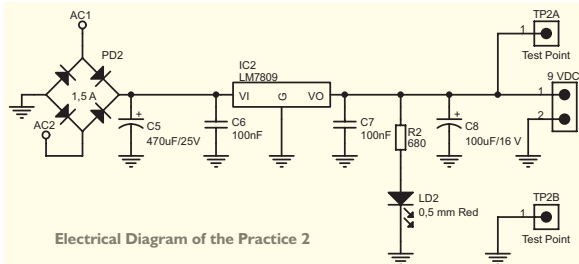 AC1
PD2
1,5 A
AC2
C5
470uF/25V
C6
100nF
IC2
LM7809
VI
G
VO
C7
100nF
R2
680
LD2
0,5 mm Red
C8
100uF/16 V
TP2A
1
Test Point
9 VDC
1
2
TP2B
1
Test Point
Electrical Diagram of the Practice 2